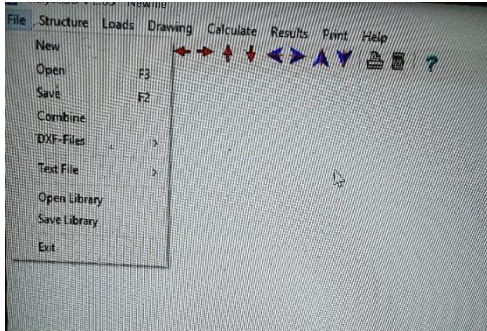 File Structure Loads Drawing Calculate Results Print Help
New
Open F3
Save F2
Combine
DXF-Files
Text File
Open Library
Save Library
Exit